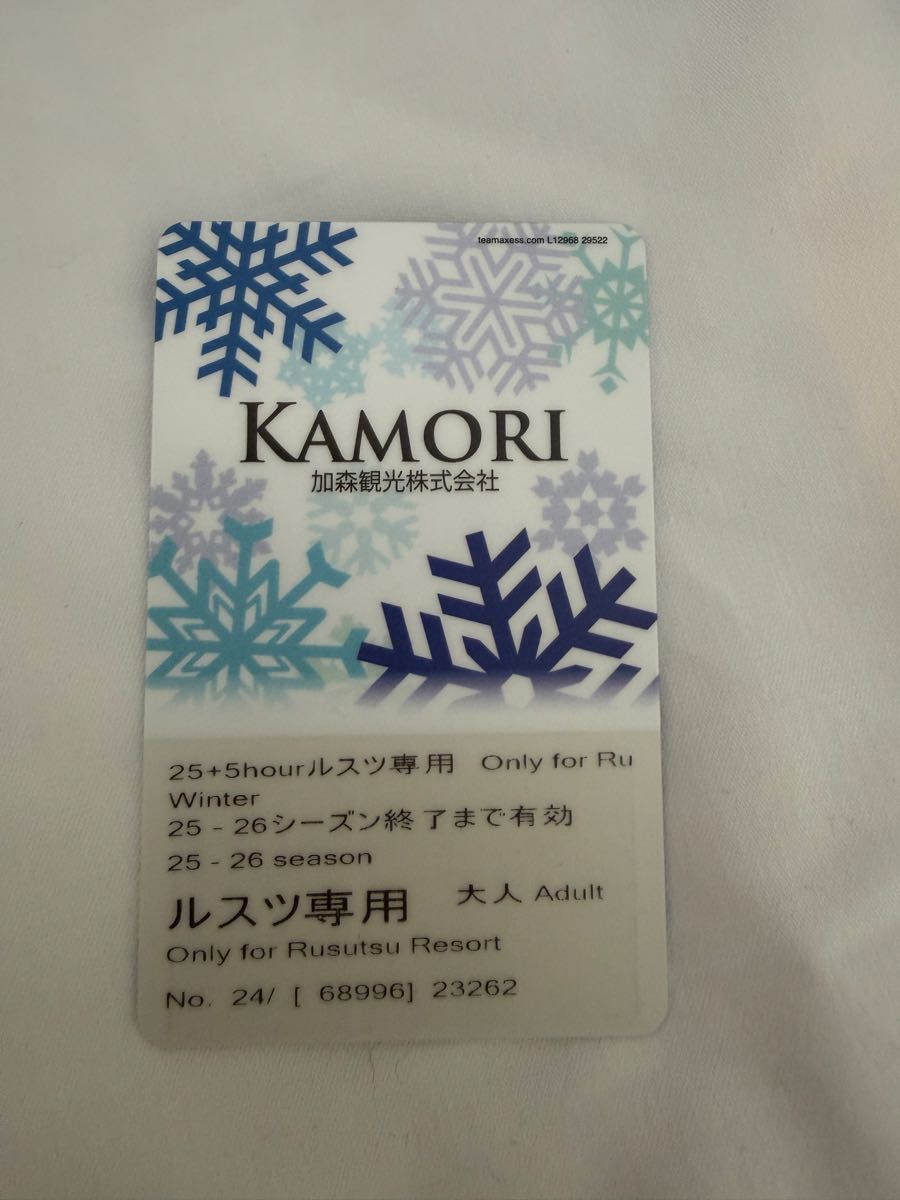 teamaxess.com L12968 29522
KAMORI
加森観光株式会社
25+5hourルスツ専用 Only for Ru
Winter
25 - 26シーズン終了まで有効
25 - 26 season
ルスツ専用 大人 Adult
Only for Rusutsu Resort
No. 24/ [ 68996] 23262